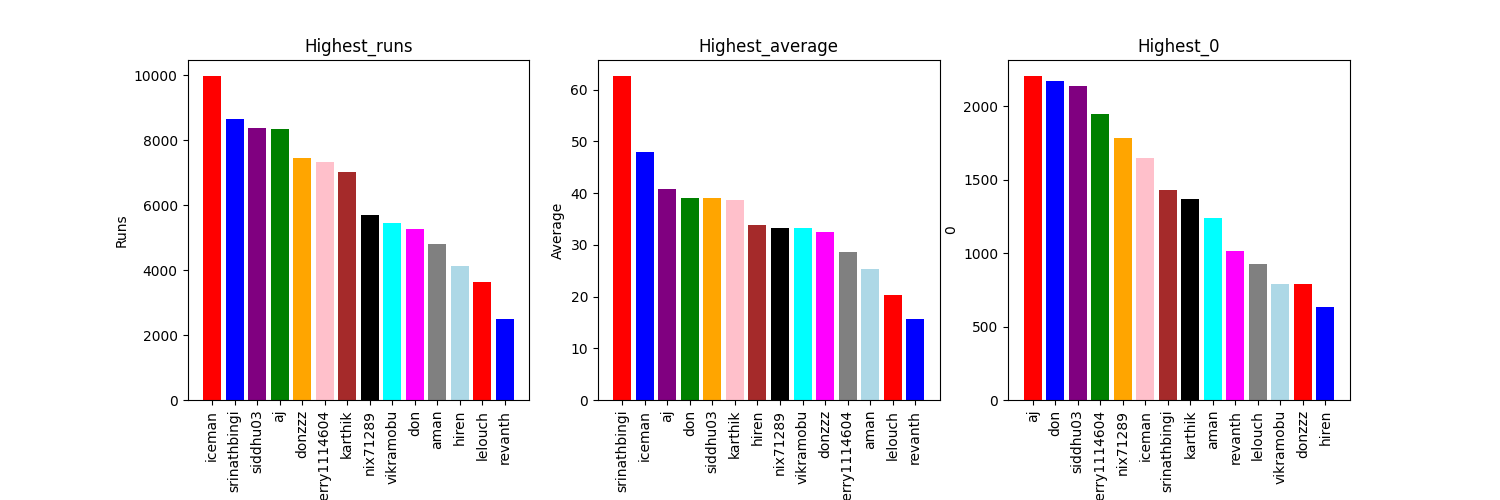 Highest_runs
Runs
10000
8000
6000
4000
2000
0
iceman
srinathbingi
siddhu03
aj
donzzz
erry1114604
karthik
nix71289
vikramobu
don
aman
hiren
lelouch
revanth
Highest_average
Average
60
50
40
30
20
10
0
srinathbingi
iceman
aj
don
siddhu03
karthik
hiren
nix71289
vikramobu
donzzz
erry1114604
aman
lelouch
revanth
Highest_0
0
2000
1500
1000
500
0
aj
don
siddhu03
erry1114604
nix71289
iceman
srinathbingi
karthik
aman
revanth
lelouch
vikramobu
donzzz
hiren